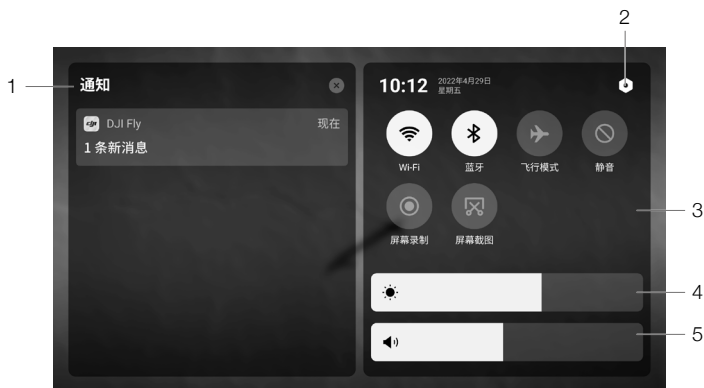 2
1
通知
DJI Fly
现在
1 条新消息
10:12
2022年4月29日
星期五
Wi-Fi
蓝牙
飞行模式
静音
屏幕录制
屏幕截图
3
4
5